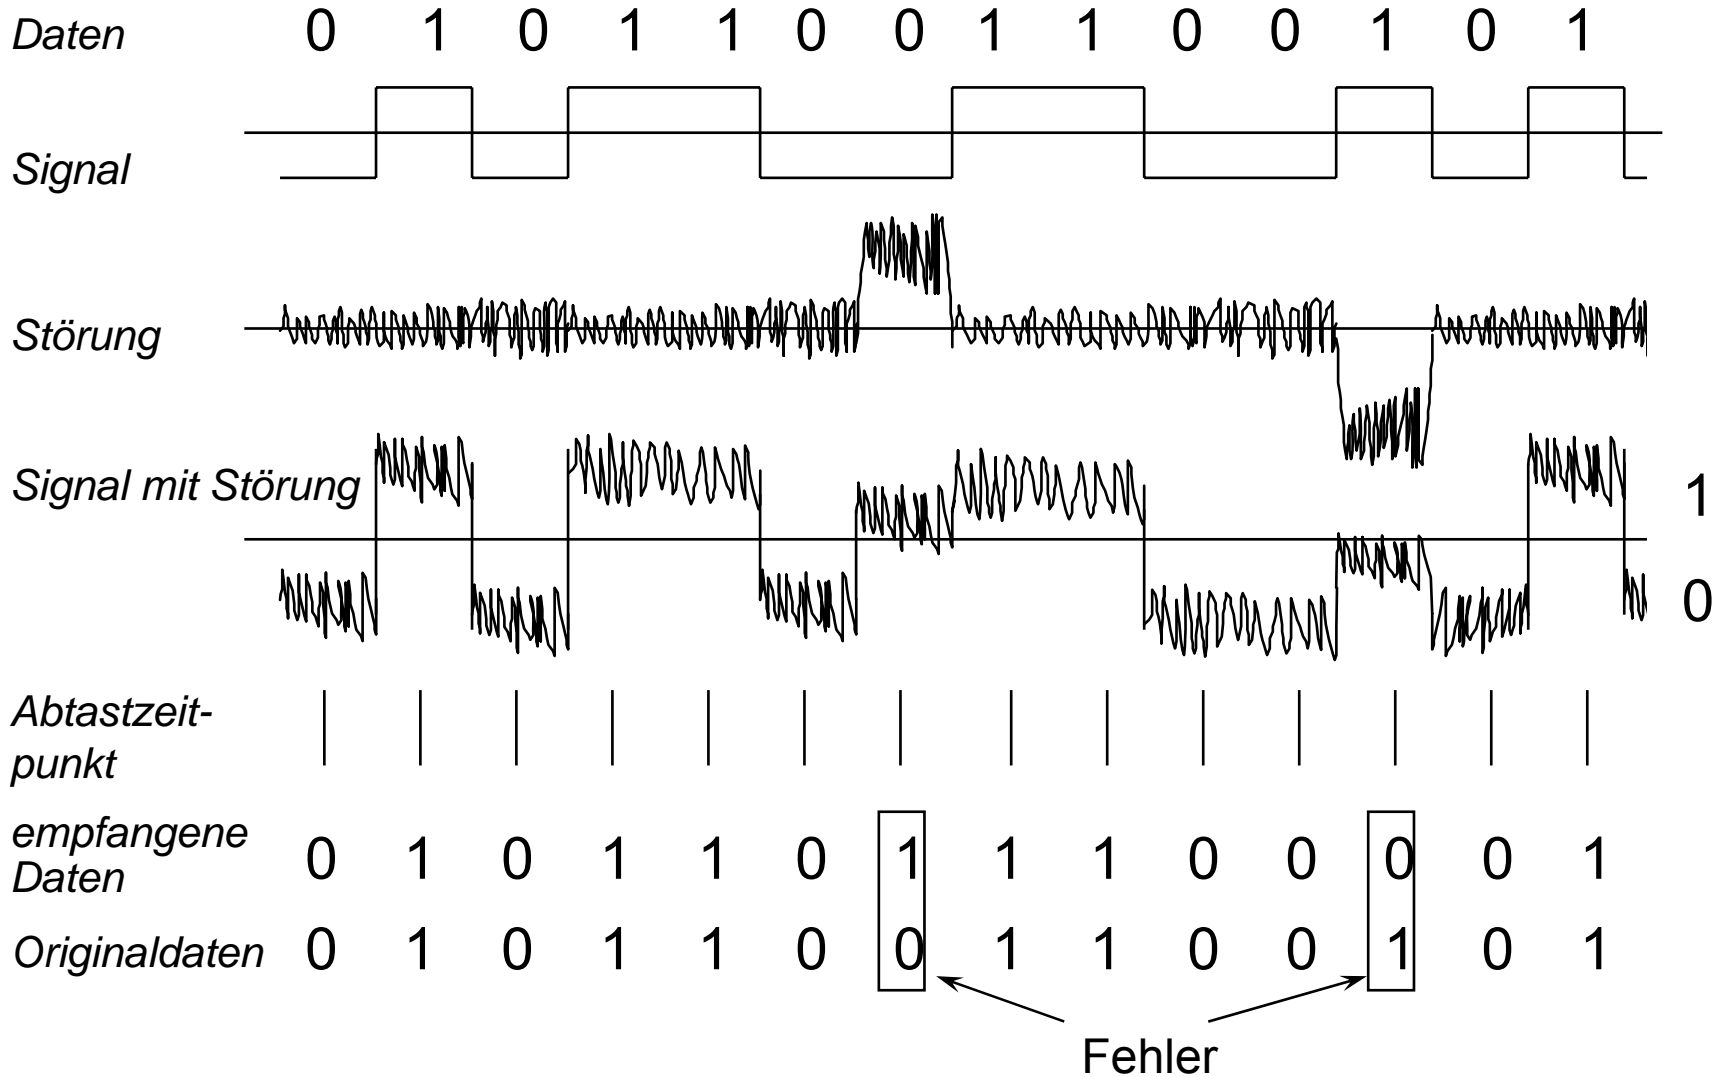 Daten 0 1 0 1 1 0 0 1 1 0 0 1 0 1
Signal
Störung
Signal mit Störung
1
0
Abtastzeit-
punkt
empfangene
Daten
0 1 0 1 1 0 1 1 1 0 0 0 0 1
Originaldaten 0 1 0 1 1 0 0 1 1 0 0 1 0 1
Fehler